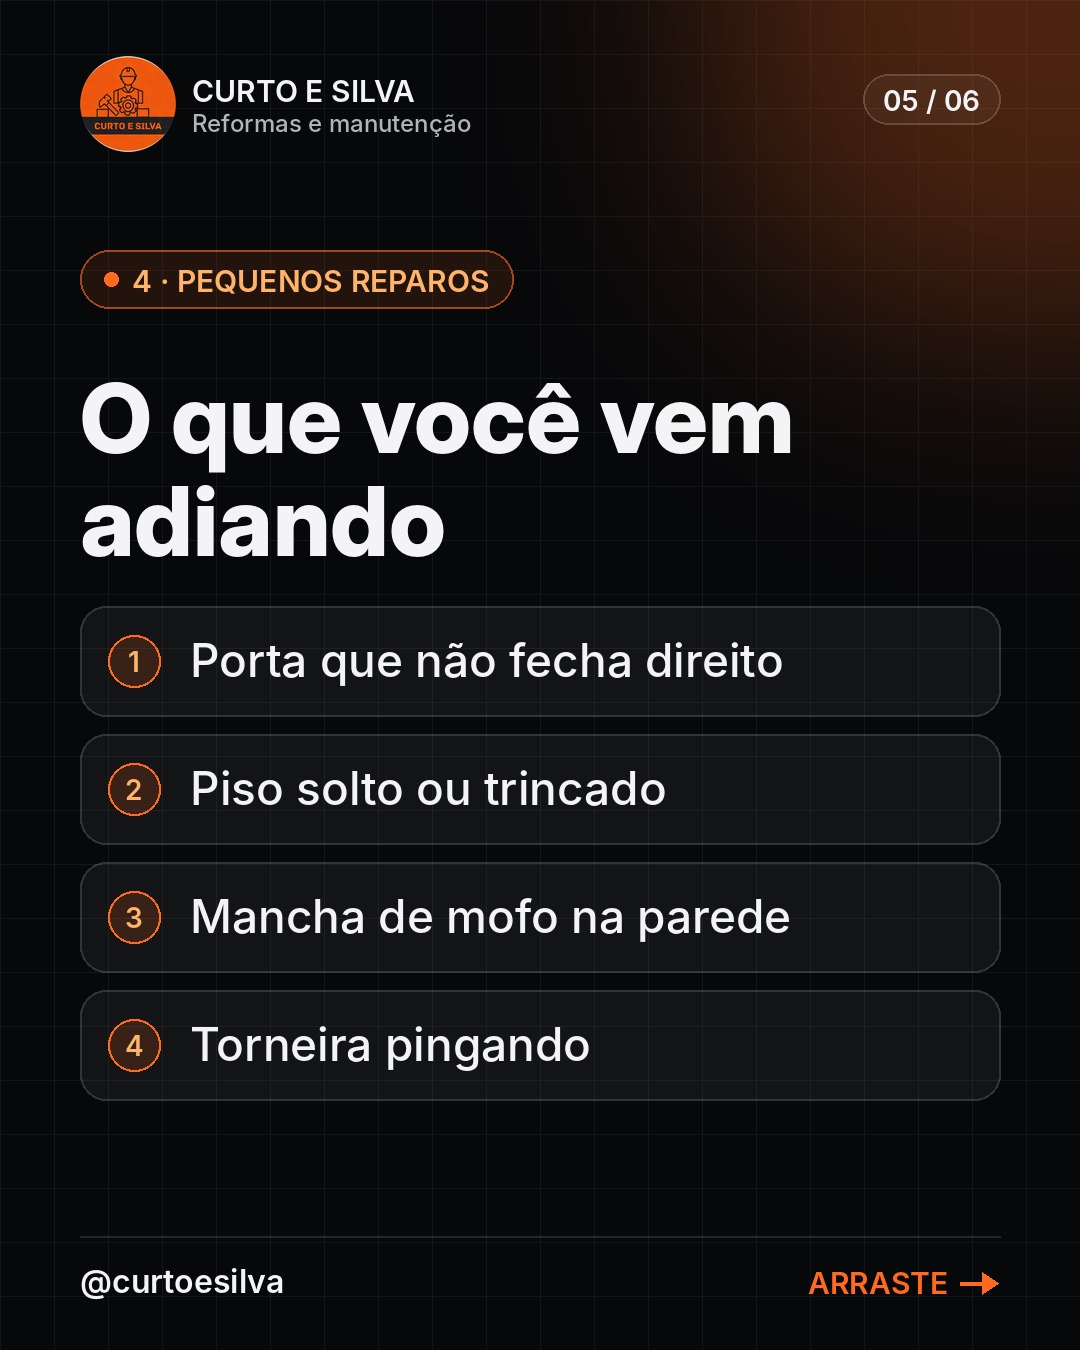 CURTO E SILVA
CURTO E SILVA
Reformas e manutenção
05 / 06
4 · PEQUENOS REPAROS
O que você vem
adiando
1 Porta que não fecha direito
2 Piso solto ou trincado
3 Mancha de mofo na parede
4 Torneira pingando
@curtoesilva
ARRASTE